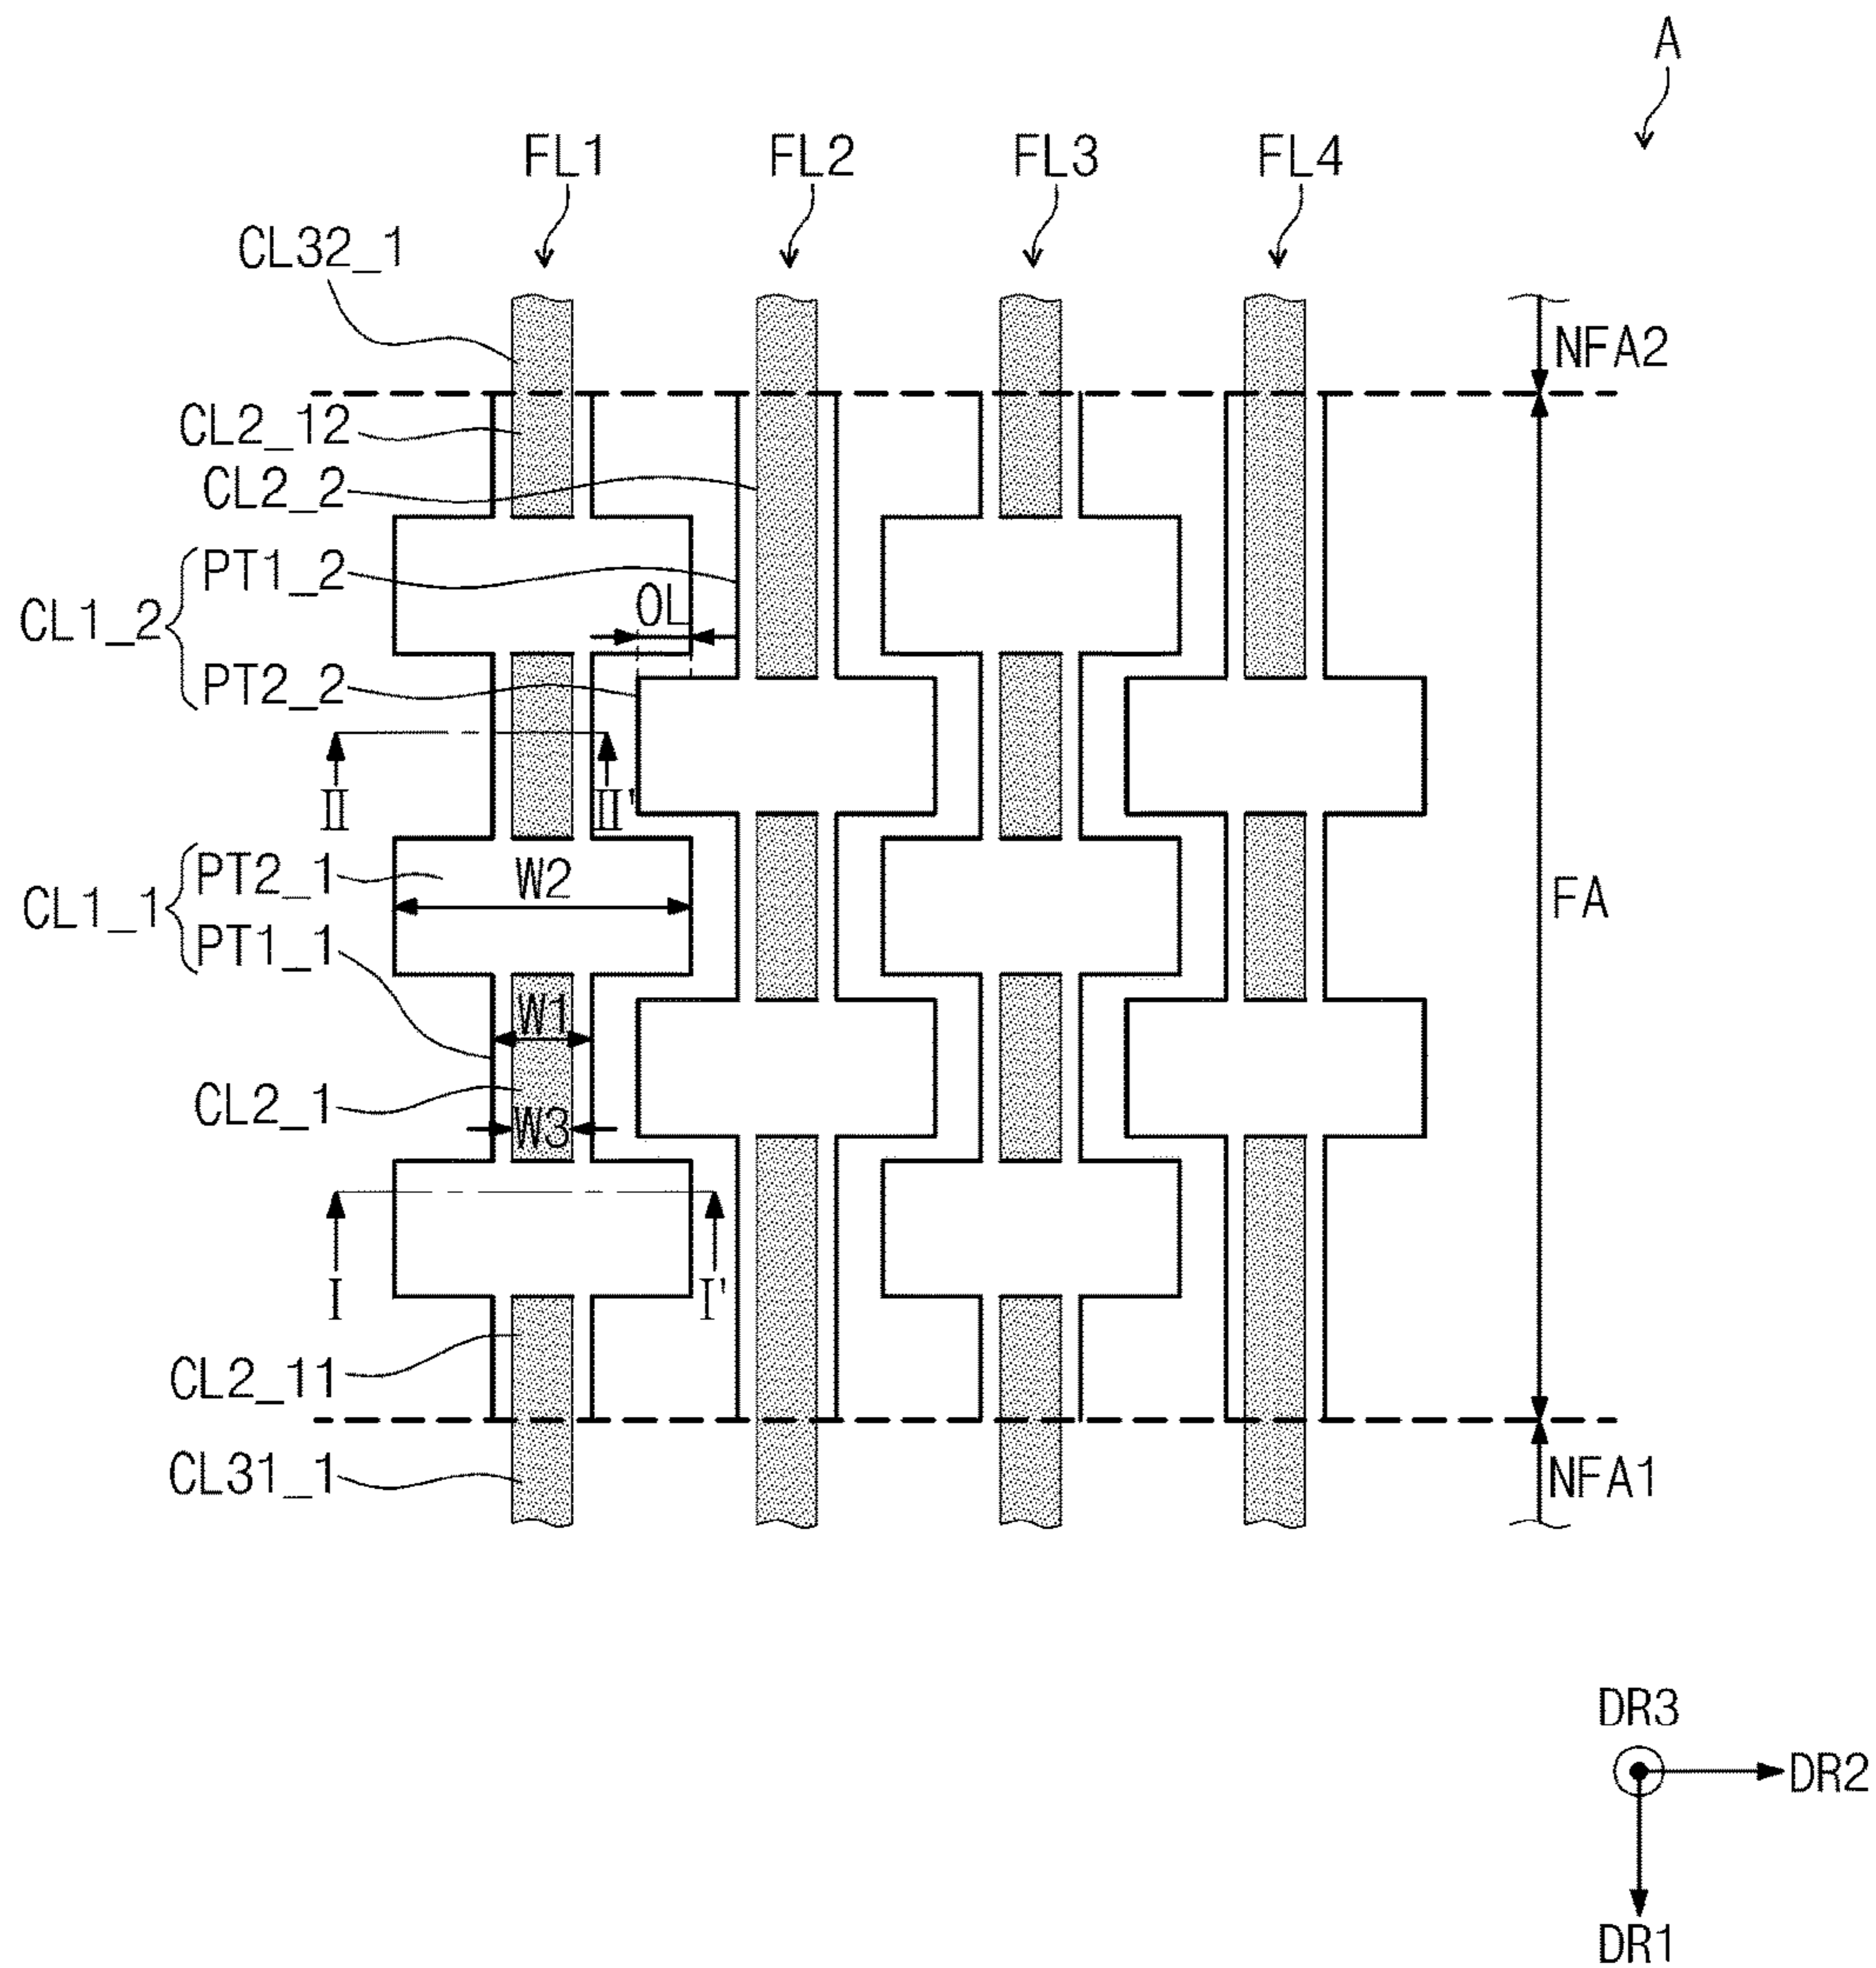 A
FL1 FL2 FL3 FL4
CL32_1
NFA2
CL2_12
CL2_2
PT1_2
OL
CL1_2
PT2_2
II II'
PT2_1
W2
CL1_1
FA
PT1_1
W1
CL2_1
W3
I I'
CL2_11
CL31_1
NFA1
DR3
DR2
DR1